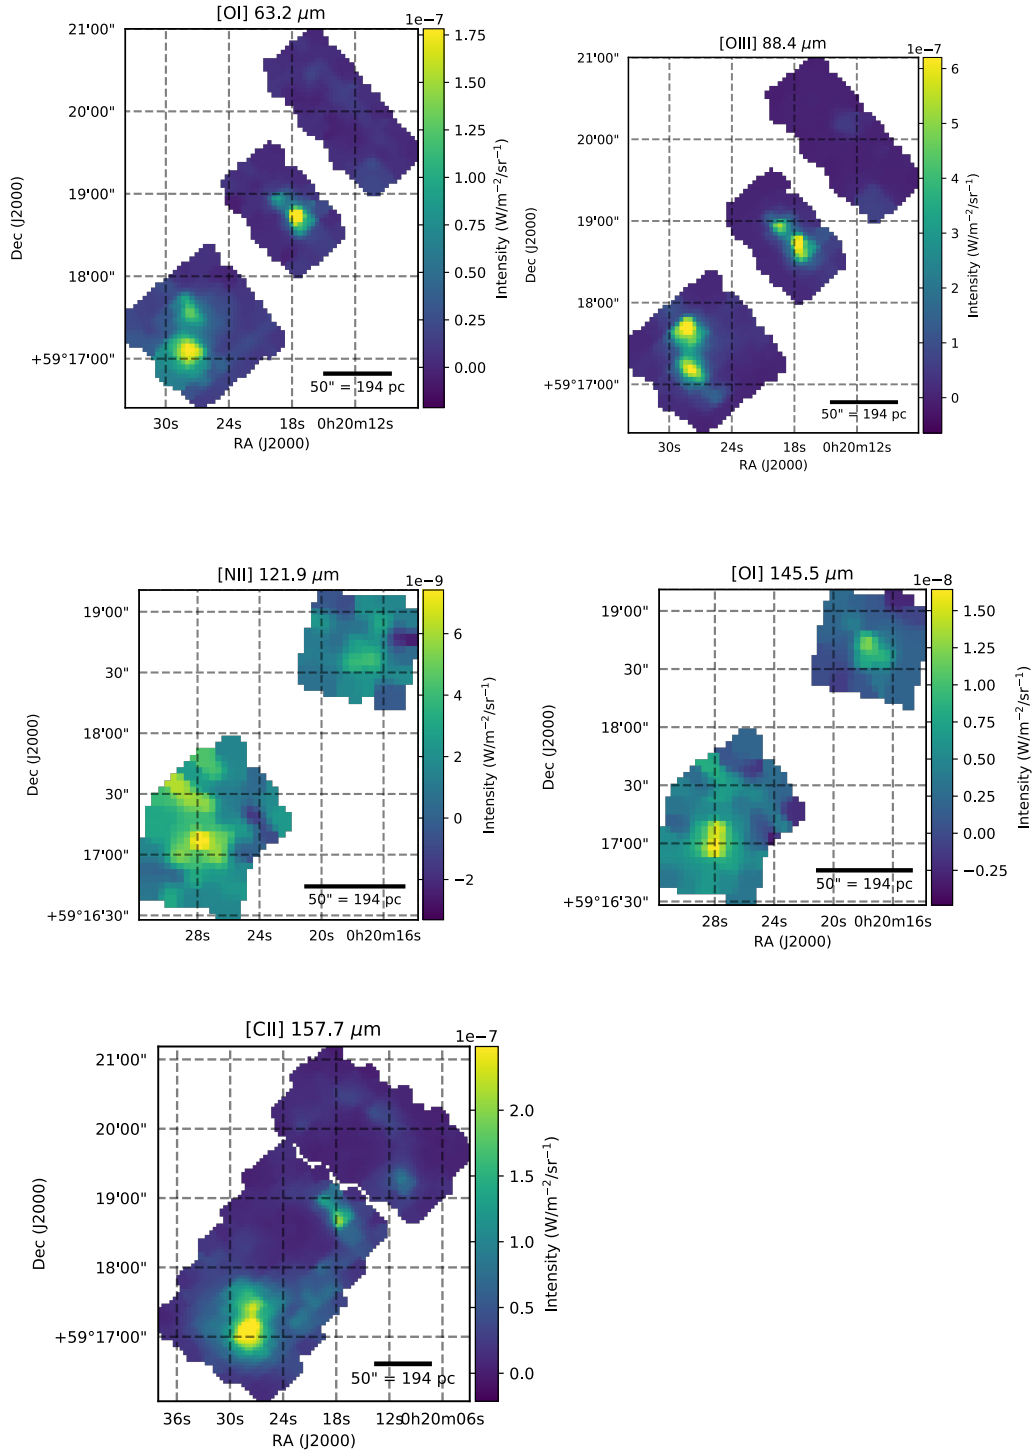 [OI] 63.2 μm
1e−7
21'00"
20'00"
19'00"
18'00"
+59°17'00"
Dec (J2000)
30s 24s 18s 0h20m12s
RA (J2000)
50" = 194 pc
1.75
1.50
1.25
1.00
0.75
0.50
0.25
0.00
Intensity (W/m⁻²/sr⁻¹)
[OIII] 88.4 μm
1e−7
21'00"
20'00"
19'00"
18'00"
+59°17'00"
Dec (J2000)
30s 24s 18s 0h20m12s
RA (J2000)
50" = 194 pc
6
5
4
3
2
1
0
Intensity (W/m⁻²/sr⁻¹)
[NII] 121.9 μm
1e−9
19'00"
30"
18'00"
30"
17'00"
+59°16'30"
Dec (J2000)
28s 24s 20s 0h20m16s
50" = 194 pc
6
4
2
0
−2
Intensity (W/m⁻²/sr⁻¹)
[OI] 145.5 μm
1e−8
19'00"
30"
18'00"
30"
17'00"
+59°16'30"
Dec (J2000)
28s 24s 20s 0h20m16s
RA (J2000)
50" = 194 pc
1.50
1.25
1.00
0.75
0.50
0.25
0.00
−0.25
Intensity (W/m⁻²/sr⁻¹)
[CII] 157.7 μm
1e−7
21'00"
20'00"
19'00"
18'00"
+59°17'00"
Dec (J2000)
36s 30s 24s 18s 12s 0h20m06s
RA (J2000)
50" = 194 pc
2.0
1.5
1.0
0.5
0.0
Intensity (W/m⁻²/sr⁻¹)